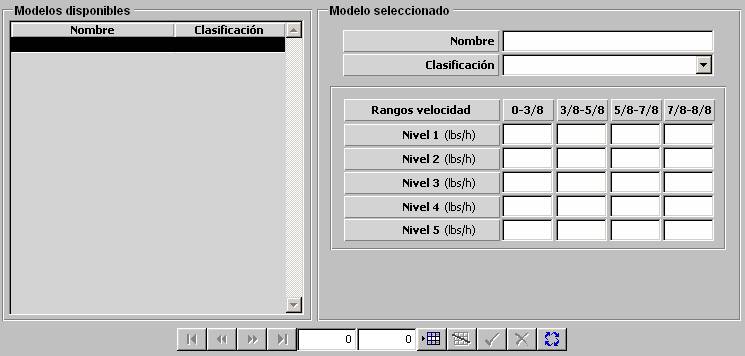 Modelos disponibles
Nombre Clasificación
Modelo seleccionado
Nombre
Clasificación
Rangos velocidad 0-3/8 3/8-5/8 5/8-7/8 7/8-8/8
Nivel 1 (lbs/h)
Nivel 2 (lbs/h)
Nivel 3 (lbs/h)
Nivel 4 (lbs/h)
Nivel 5 (lbs/h)
0 0